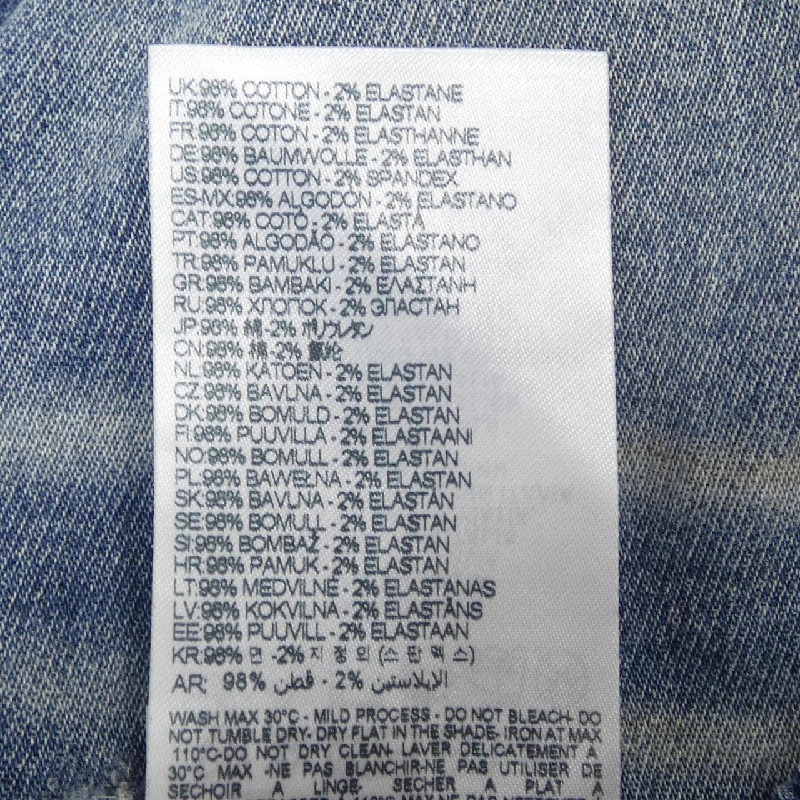 UK:98% COTTON - 2% ELASTANE
IT:98% COTONE - 2% ELASTAN
FR:98% COTON - 2% ELASTHANNE
DE:98% BAUMWOLLE - 2% ELASTHAN
US:98% COTTON - 2% SPANDEX
ES-MX:98% ALGODÓN - 2% ELASTANO
CAT:98% COTÓ - 2% ELASTÀ
PT:98% ALGODÃO - 2% ELASTANO
TR:98% PAMUKLU - 2% ELASTAN
GR:98% BAMBAKI - 2% ΕΛΑΣΤΑΝΗ
RU:98% ХЛОПОК - 2% ЭЛАСТАН
JP:98% 綿 -2% ポリウレタン
CN:98% 棉 -2% 氨纶
NL:98% KATOEN - 2% ELASTAN
CZ:98% BAVLNA - 2% ELASTAN
DK:98% BOMULD - 2% ELASTAN
FI:98% PUUVILLA - 2% ELASTAANI
NO:98% BOMULL - 2% ELASTAN
PL:98% BAWEŁNA - 2% ELASTAN
SK:98% BAVLNA - 2% ELASTÁN
SE:98% BOMULL - 2% ELASTAN
SI:98% BOMBAŽ - 2% ELASTAN
HR:98% PAMUK - 2% ELASTAN
LT:98% MEDVILNĖ - 2% ELASTANAS
LV:98% KOKVILNA - 2% ELASTĀNS
EE:98% PUUVILL - 2% ELASTAAN
KR:98% 면 -2% 지정외 (스판덱스)
AR: 98% قطن - 2% الإيلاستين
WASH MAX 30°C - MILD PROCESS - DO NOT BLEACH- DO
NOT TUMBLE DRY- DRY FLAT IN THE SHADE- IRON AT MAX
110°C-DO NOT DRY CLEAN- LAVER DELICATEMENT A
30°C MAX -NE PAS BLANCHIR-NE PAS UTILISER DE
SECHOIR A LINGE- SECHER A PLAT A